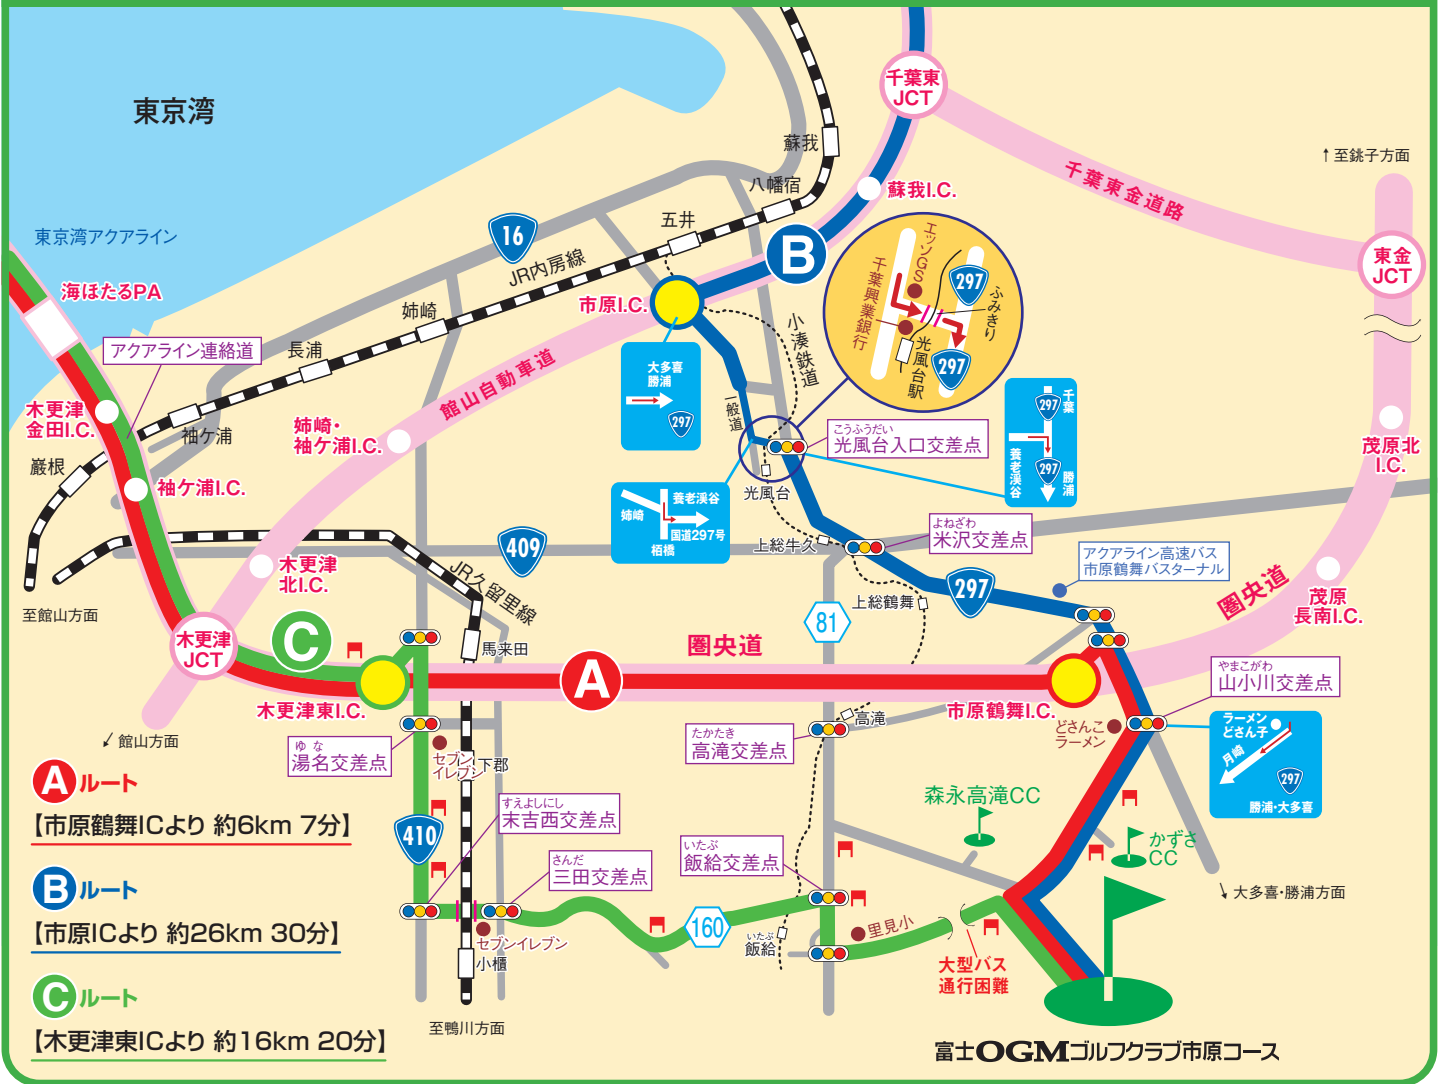 東京湾
千葉東
JCT
↑至銚子方面
千葉東金道路
蘇我
八幡宿
蘇我I.C.
五井
16
JR内房線
東京湾アクアライン
海ほたるPA
B
エッソGS
千葉興業銀行
297
ふみきり
光風台駅
297
東金
JCT
市原I.C.
姉崎
長浦
アクアライン連絡道
小湊鉄道
館山自動車道
大多喜
勝浦
297
一般道
こうふうだい
光風台入口交差点
千葉
297
297
養老渓谷
勝浦
木更津
金田I.C.
袖ケ浦
姉崎・
袖ケ浦I.C.
茂原北
I.C.
巌根
袖ケ浦I.C.
光風台
養老渓谷
姉崎
国道297号
栢橋
よねざわ
米沢交差点
上総牛久
409
アクアライン高速バス
市原鶴舞バスターナル
木更津
北I.C.
JR久留里線
297
圏央道
茂原
長南I.C.
至館山方面
上総鶴舞
81
木更津
JCT
C
馬来田
圏央道
A
やまこがわ
山小川交差点
木更津東I.C.
市原鶴舞I.C.
高滝
どさんこ
ラーメン
ラーメン
どさん子
月崎
297
勝浦・大多喜
館山方面
ゆな
湯名交差点
セブン
イレブン
下郡
たかたき
高滝交差点
Aルート
【市原鶴舞ICより 約6km 7分】
すえよしにし
末吉西交差点
410
森永高滝CC
かずさ
CC
さんだ
三田交差点
いたぶ
飯給交差点
Bルート
【市原ICより 約26km 30分】
大多喜・勝浦方面
160
セブンイレブン
小櫃
いたぶ
飯給
里見小
大型バス
通行困難
Cルート
【木更津東ICより 約16km 20分】
至鴨川方面
富士OGMゴルフクラブ市原コース